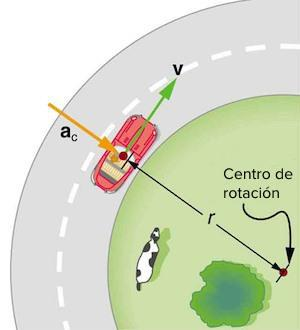 v
a_c
Centro de
rotación
r